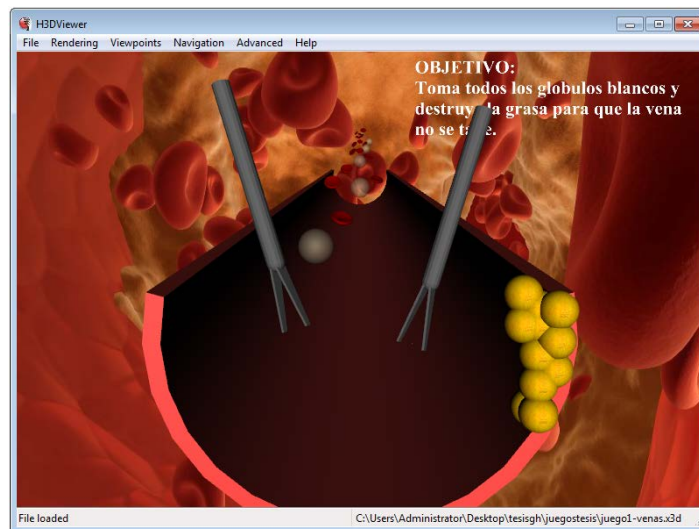 H3DViewer
File Rendering Viewpoints Navigation Advanced Help
OBJETIVO:
Toma todos los globulos blancos y
la grasa para que la vena
no se
File loaded C:\Users\Administrator\Desktop\tesisgh\juegostesis\juego1-venas.x3d